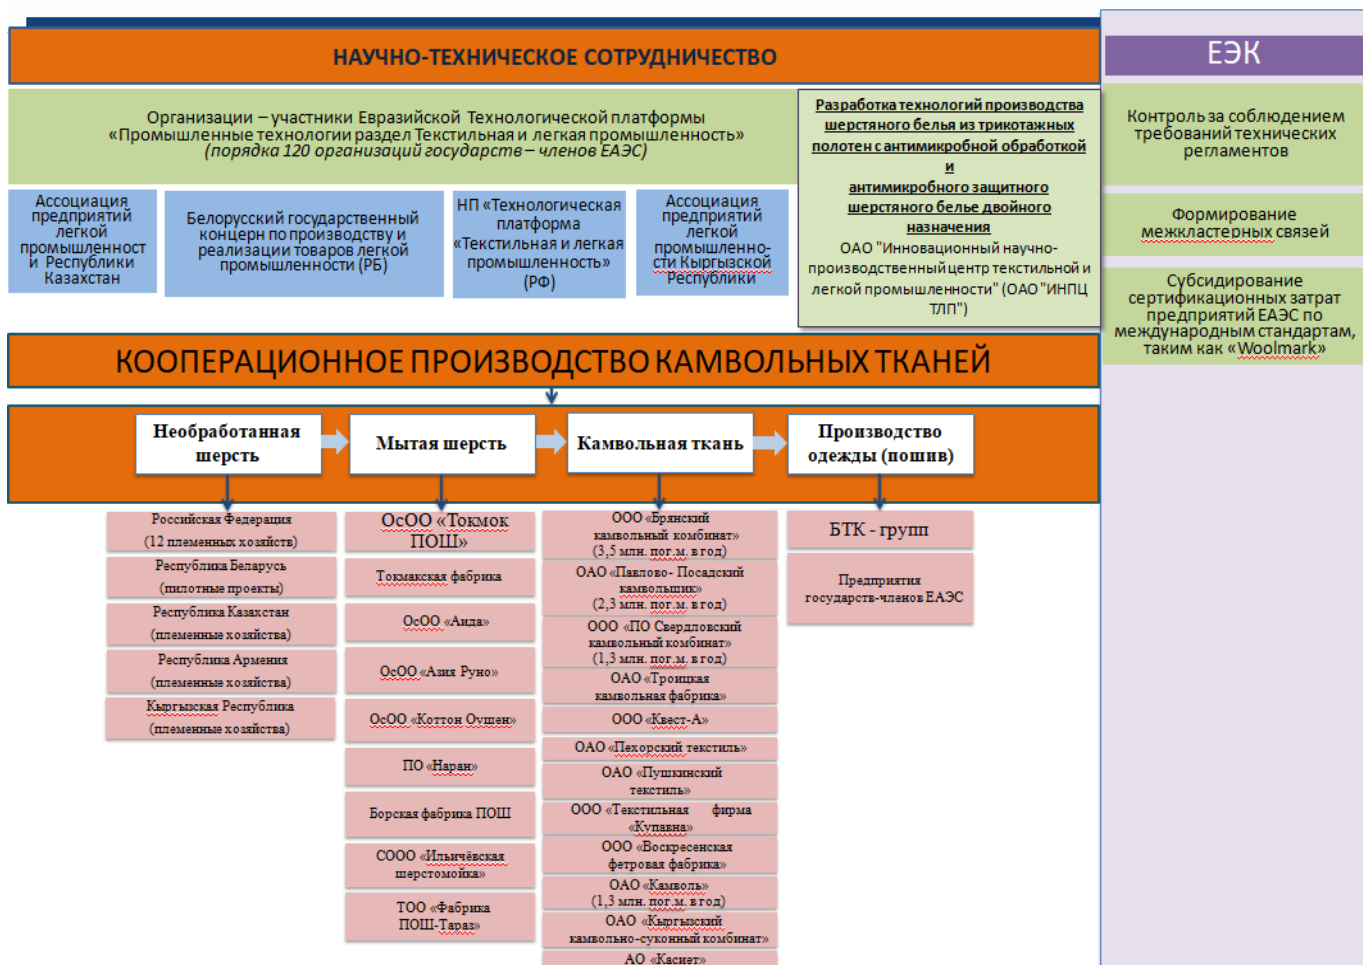 НАУЧНО-ТЕХНИЧЕСКОЕ СОТРУДНИЧЕСТВО
Организации – участники Евразийской Технологической платформы
«Промышленные технологии раздел Текстильная и легкая промышленность»
(порядка 120 организаций государств – членов ЕАЭС)
Ассоциация
предприятий
легкой
промышленност
и Республики
Казахстан
Белорусский государственный
концерн по производству и
реализации товаров легкой
промышленности (РБ)
НП «Технологическая
платформа
«Текстильная и легкая
промышленность»
(РФ)
Ассоциация
предприятий
легкой
промышленно-
сти Кыргызской
Республики
Разработка технологий производства
шерстяного белья из трикотажных
полотен с антимикробной обработкой
и
антимикробного защитного
шерстяного белье двойного
назначения
ОАО "Инновационный научно-
производственный центр текстильной и
легкой промышленности" (ОАО "ИНПЦ
ТЛП")
ЕЭК
Контроль за соблюдением
требований технических
регламентов
Формирование
межкластерных связей
Субсидирование
сертификационных затрат
предприятий ЕАЭС по
международным стандартам,
таким как «Woolmark»
КООПЕРАЦИОННОЕ ПРОИЗВОДСТВО КАМВОЛЬНЫХ ТКАНЕЙ
Необработанная
шерсть
Мытая шерсть
Камвольная ткань
Производство
одежды (пошив)
Российская Федерация
(12 племенных хозяйств)
Республика Беларусь
(пилотные проекты)
Республика Казахстан
(племенные хозяйства)
Республика Армения
(племенные хозяйства)
Кыргызская Республика
(племенные хозяйства)
ОсОО «Токмок
ПОШ»
Токмакская фабрика
ОсОО «Аида»
ОсОО «Азия Руно»
ОсОО «Коттон Оушен»
ПО «Наран»
Борская фабрика ПОШ
СООО «Ильичёвская
шерстомойка»
ТОО «Фабрика
ПОШ-Тараз»
ООО «Брянский
камвольный комбинат»
(3,5 млн. пог.м. в год)
ОАО «Павлово- Посадский
камвольщик»
(2,3 млн. пог.м. в год)
ООО «ПО Свердловский
камвольный комбинат»
(1,3 млн. пог.м. в год)
ОАО «Троицкая
камвольная фабрика»
ООО «Квест-А»
ОАО «Пехорский текстиль»
ОАО «Пушкинский
текстиль»
ООО «Текстильная фирма
«Купавна»
ООО «Воскресенская
фетровая фабрика»
ОАО «Камволь»
(1,3 млн. пог.м. в год)
ОАО «Кыргызский
камвольно-суконный комбинат»
АО «Касиет»
БТК - групп
Предприятия
государств-членов ЕАЭС